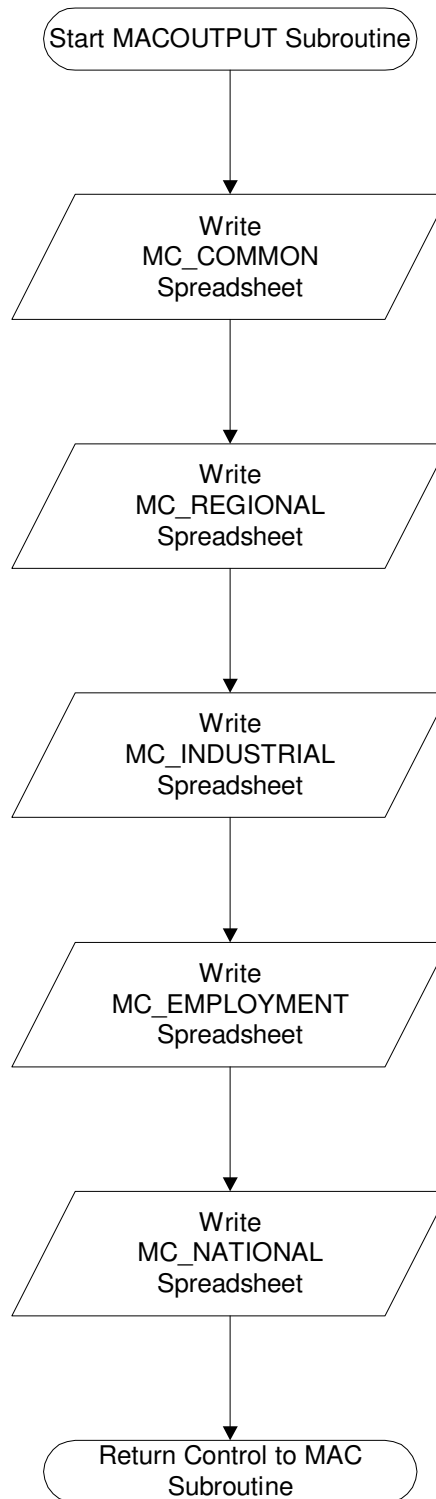 Start MACOUTPUT Subroutine
Write
MC_COMMON
Spreadsheet
Write
MC_REGIONAL
Spreadsheet
Write
MC_INDUSTRIAL
Spreadsheet
Write
MC_EMPLOYMENT
Spreadsheet
Write
MC_NATIONAL
Spreadsheet
Return Control to MAC
Subroutine